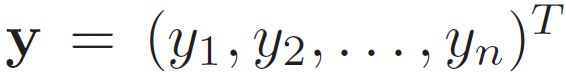 𝐲 = (y₁, y₂, . . . , yₙ)ᵀ